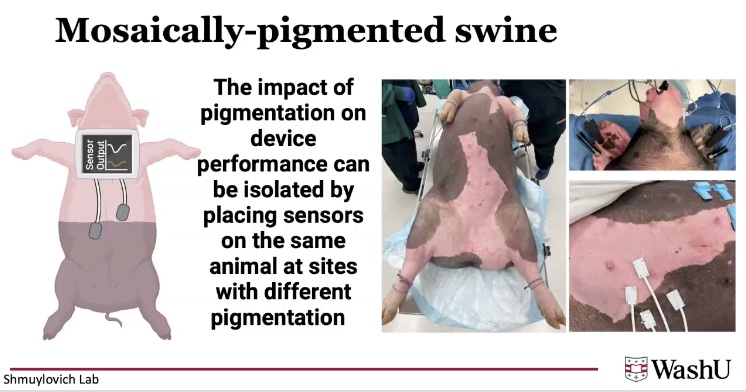 Mosaically-pigmented swine
Sensor
Output
The impact of
pigmentation on
device
performance can
be isolated by
placing sensors
on the same
animal at sites
with different
pigmentation
Shmuylovich Lab
WashU